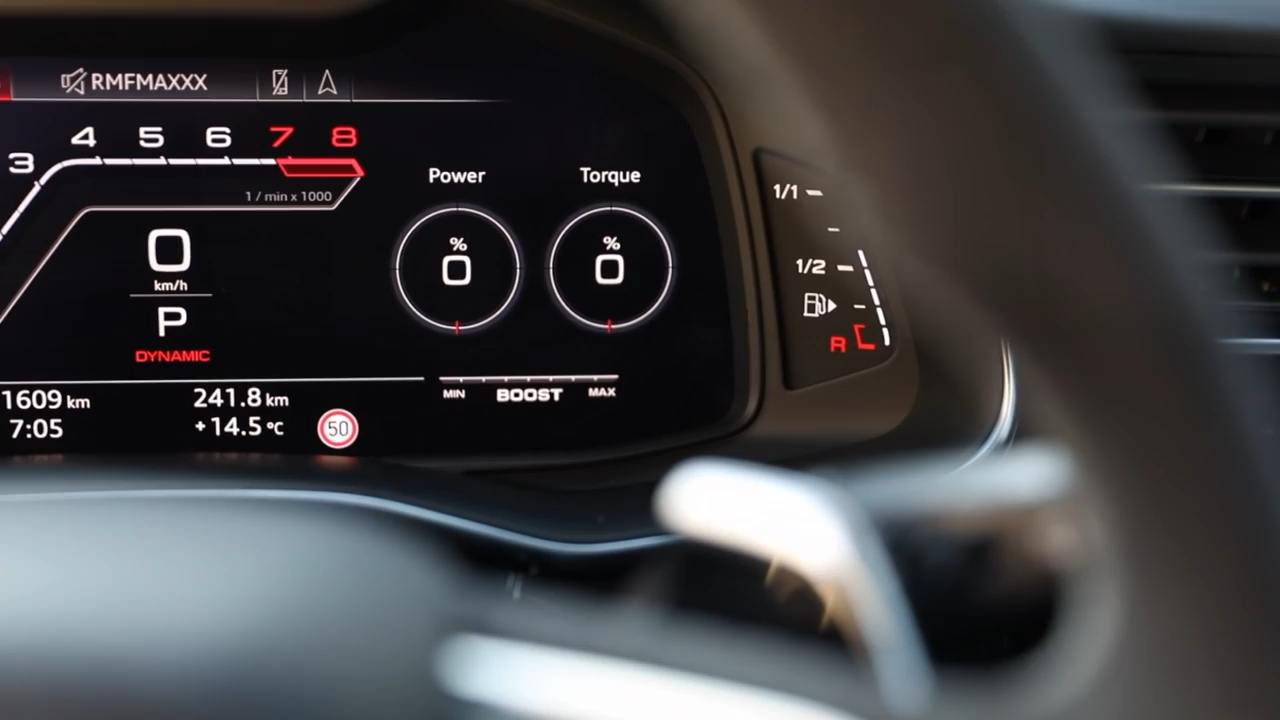 RMFMAXXX
3 4 5 6 7 8
1 / min x 1000
0
km/h
P
DYNAMIC
1609 km
241.8 km
7:05
+14.5 °C
50
Power
%
0
Torque
%
0
MIN BOOST MAX
1/1
1/2
R